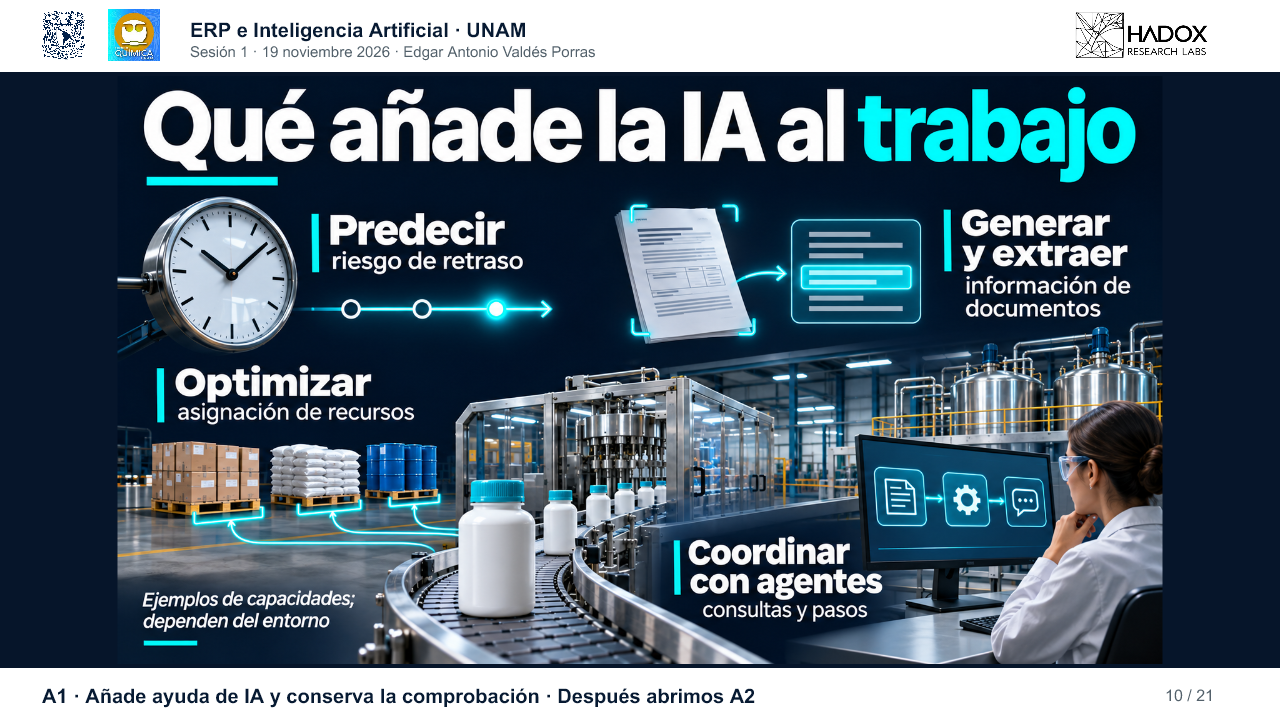 ERP e Inteligencia Artificial · UNAM
Sesión 1 · 19 noviembre 2026 · Edgar Antonio Valdés Porras
QUÍMICA
HADOX
RESEARCH LABS
Qué añade la IA al trabajo
Predecir
riesgo de retraso
Generar
y extraer
información de
documentos
Optimizar
asignación de recursos
Coordinar
con agentes
consultas y pasos
Ejemplos de capacidades;
dependen del entorno
A1 · Añade ayuda de IA y conserva la comprobación · Después abrimos A2
10 / 21